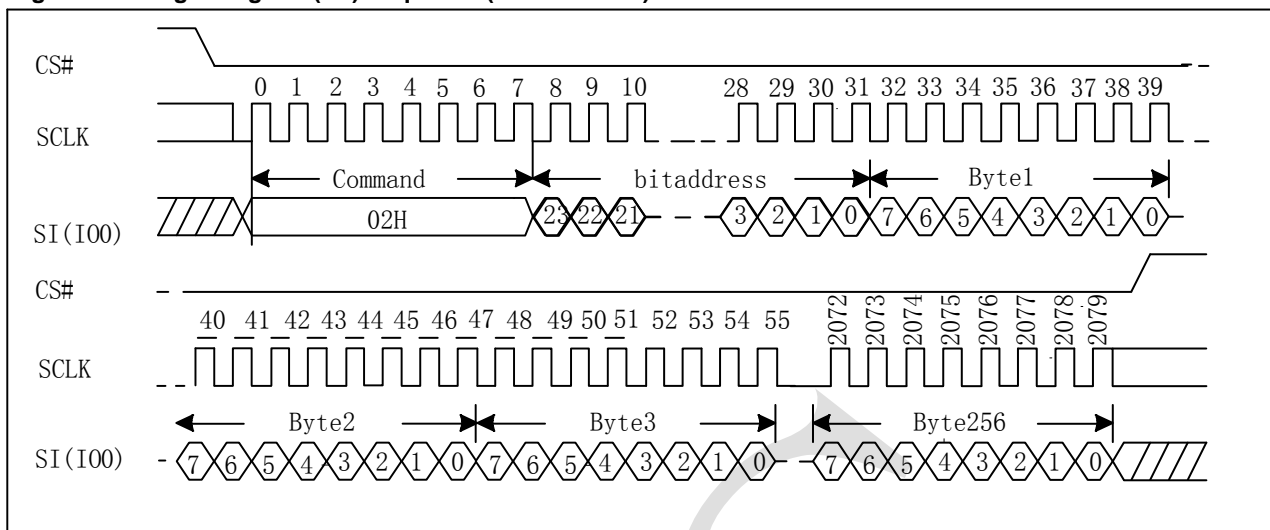 CS#
0 1 2 3 4 5 6 7 8 9 10 28 29 30 31 32 33 34 35 36 37 38 39
SCLK
Command bitaddress Byte1
SI(IO0) 02H 23 22 21 3 2 1 0 7 6 5 4 3 2 1 0
CS#
40 41 42 43 44 45 46 47 48 49 50 51 52 53 54 55 2072 2073 2074 2075 2076 2077 2078 2079
SCLK
Byte2 Byte3 Byte256
SI(IO0) 7 6 5 4 3 2 1 0 7 6 5 4 3 2 1 0 7 6 5 4 3 2 1 0